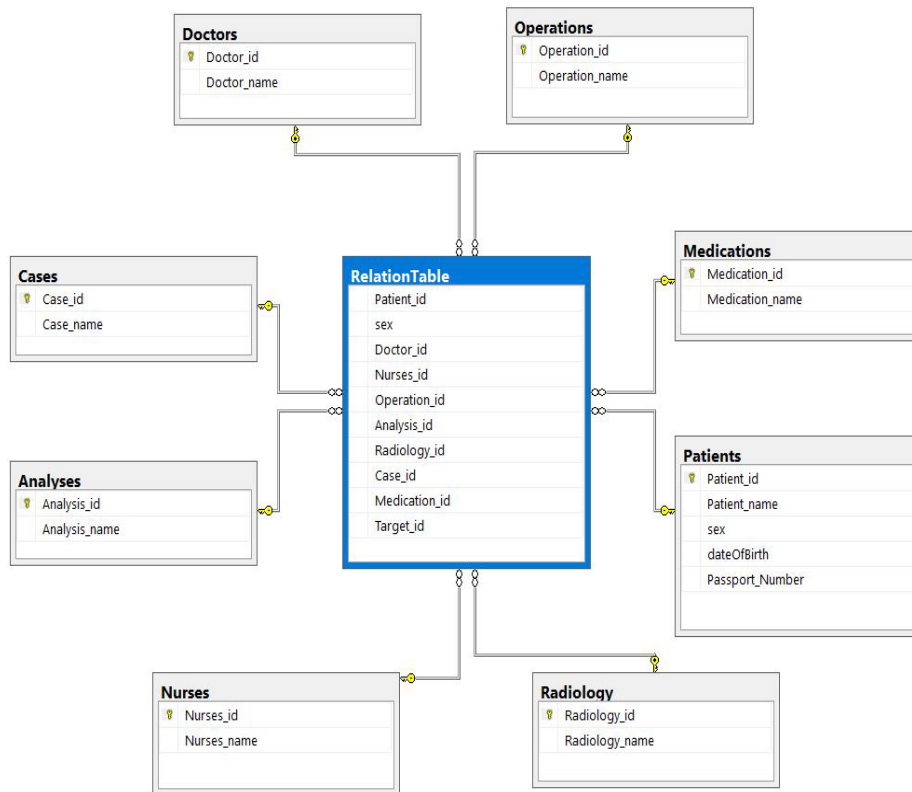 Doctors
Doctor_id
Doctor_name
Operations
Operation_id
Operation_name
Cases
Case_id
Case_name
RelationTable
Patient_id
sex
Doctor_id
Nurses_id
Operation_id
Analysis_id
Radiology_id
Case_id
Medication_id
Target_id
Medications
Medication_id
Medication_name
Analyses
Analysis_id
Analysis_name
Patients
Patient_id
Patient_name
sex
dateOfBirth
Passport_Number
Nurses
Nurses_id
Nurses_name
Radiology
Radiology_id
Radiology_name